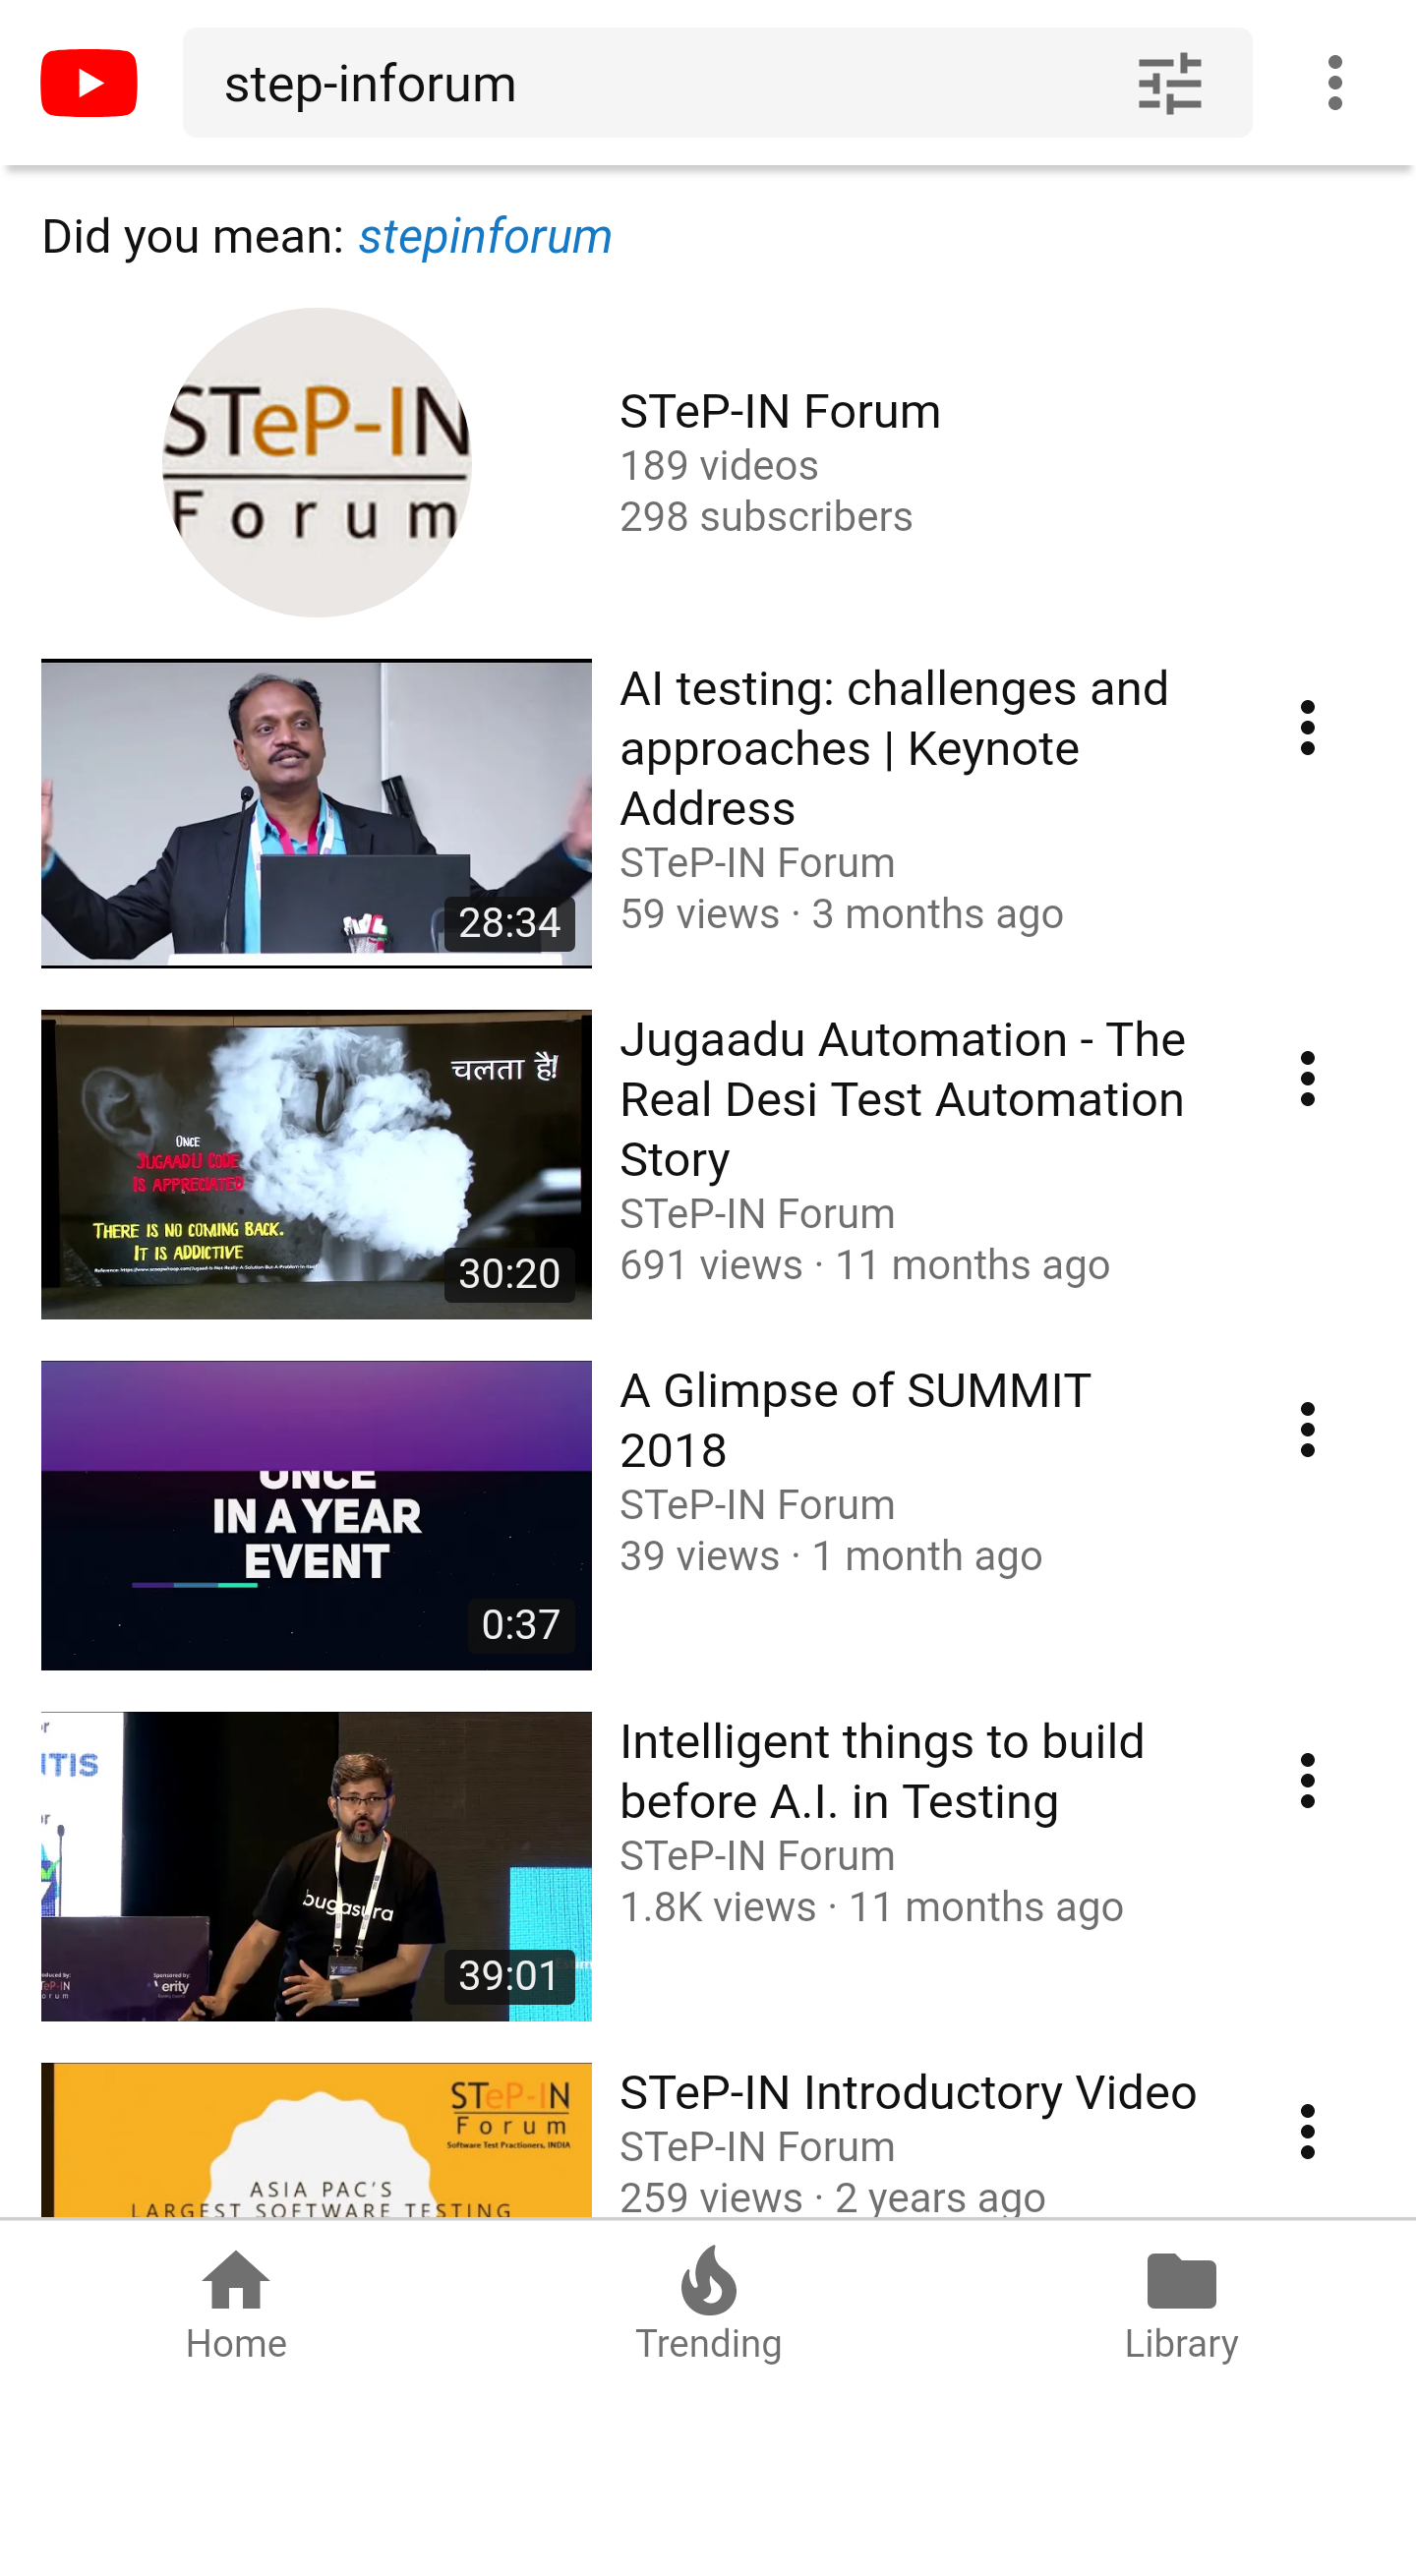 step-inforum
Did you mean: stepinforum
STeP-IN
Forum
STeP-IN Forum
189 videos
298 subscribers
28:34
AI testing: challenges and
approaches | Keynote
Address
STeP-IN Forum
59 views · 3 months ago
चलता है!
ONCE
JUGAADU CODE
IS APPRECIATED
THERE IS NO COMING BACK.
IT IS ADDICTIVE
30:20
Jugaadu Automation - The
Real Desi Test Automation
Story
STeP-IN Forum
691 views · 11 months ago
ONCE
IN A YEAR
EVENT
0:37
A Glimpse of SUMMIT
2018
STeP-IN Forum
39 views · 1 month ago
ITIS
bugasura
Sponsored by:
erity
39:01
Intelligent things to build
before A.I. in Testing
STeP-IN Forum
1.8K views · 11 months ago
STeP-IN
Forum
Software Test Practioners, INDIA
ASIA PAC'S
LARGEST SOFTWARE TESTING
STeP-IN Introductory Video
STeP-IN Forum
259 views · 2 years ago
Home
Trending
Library